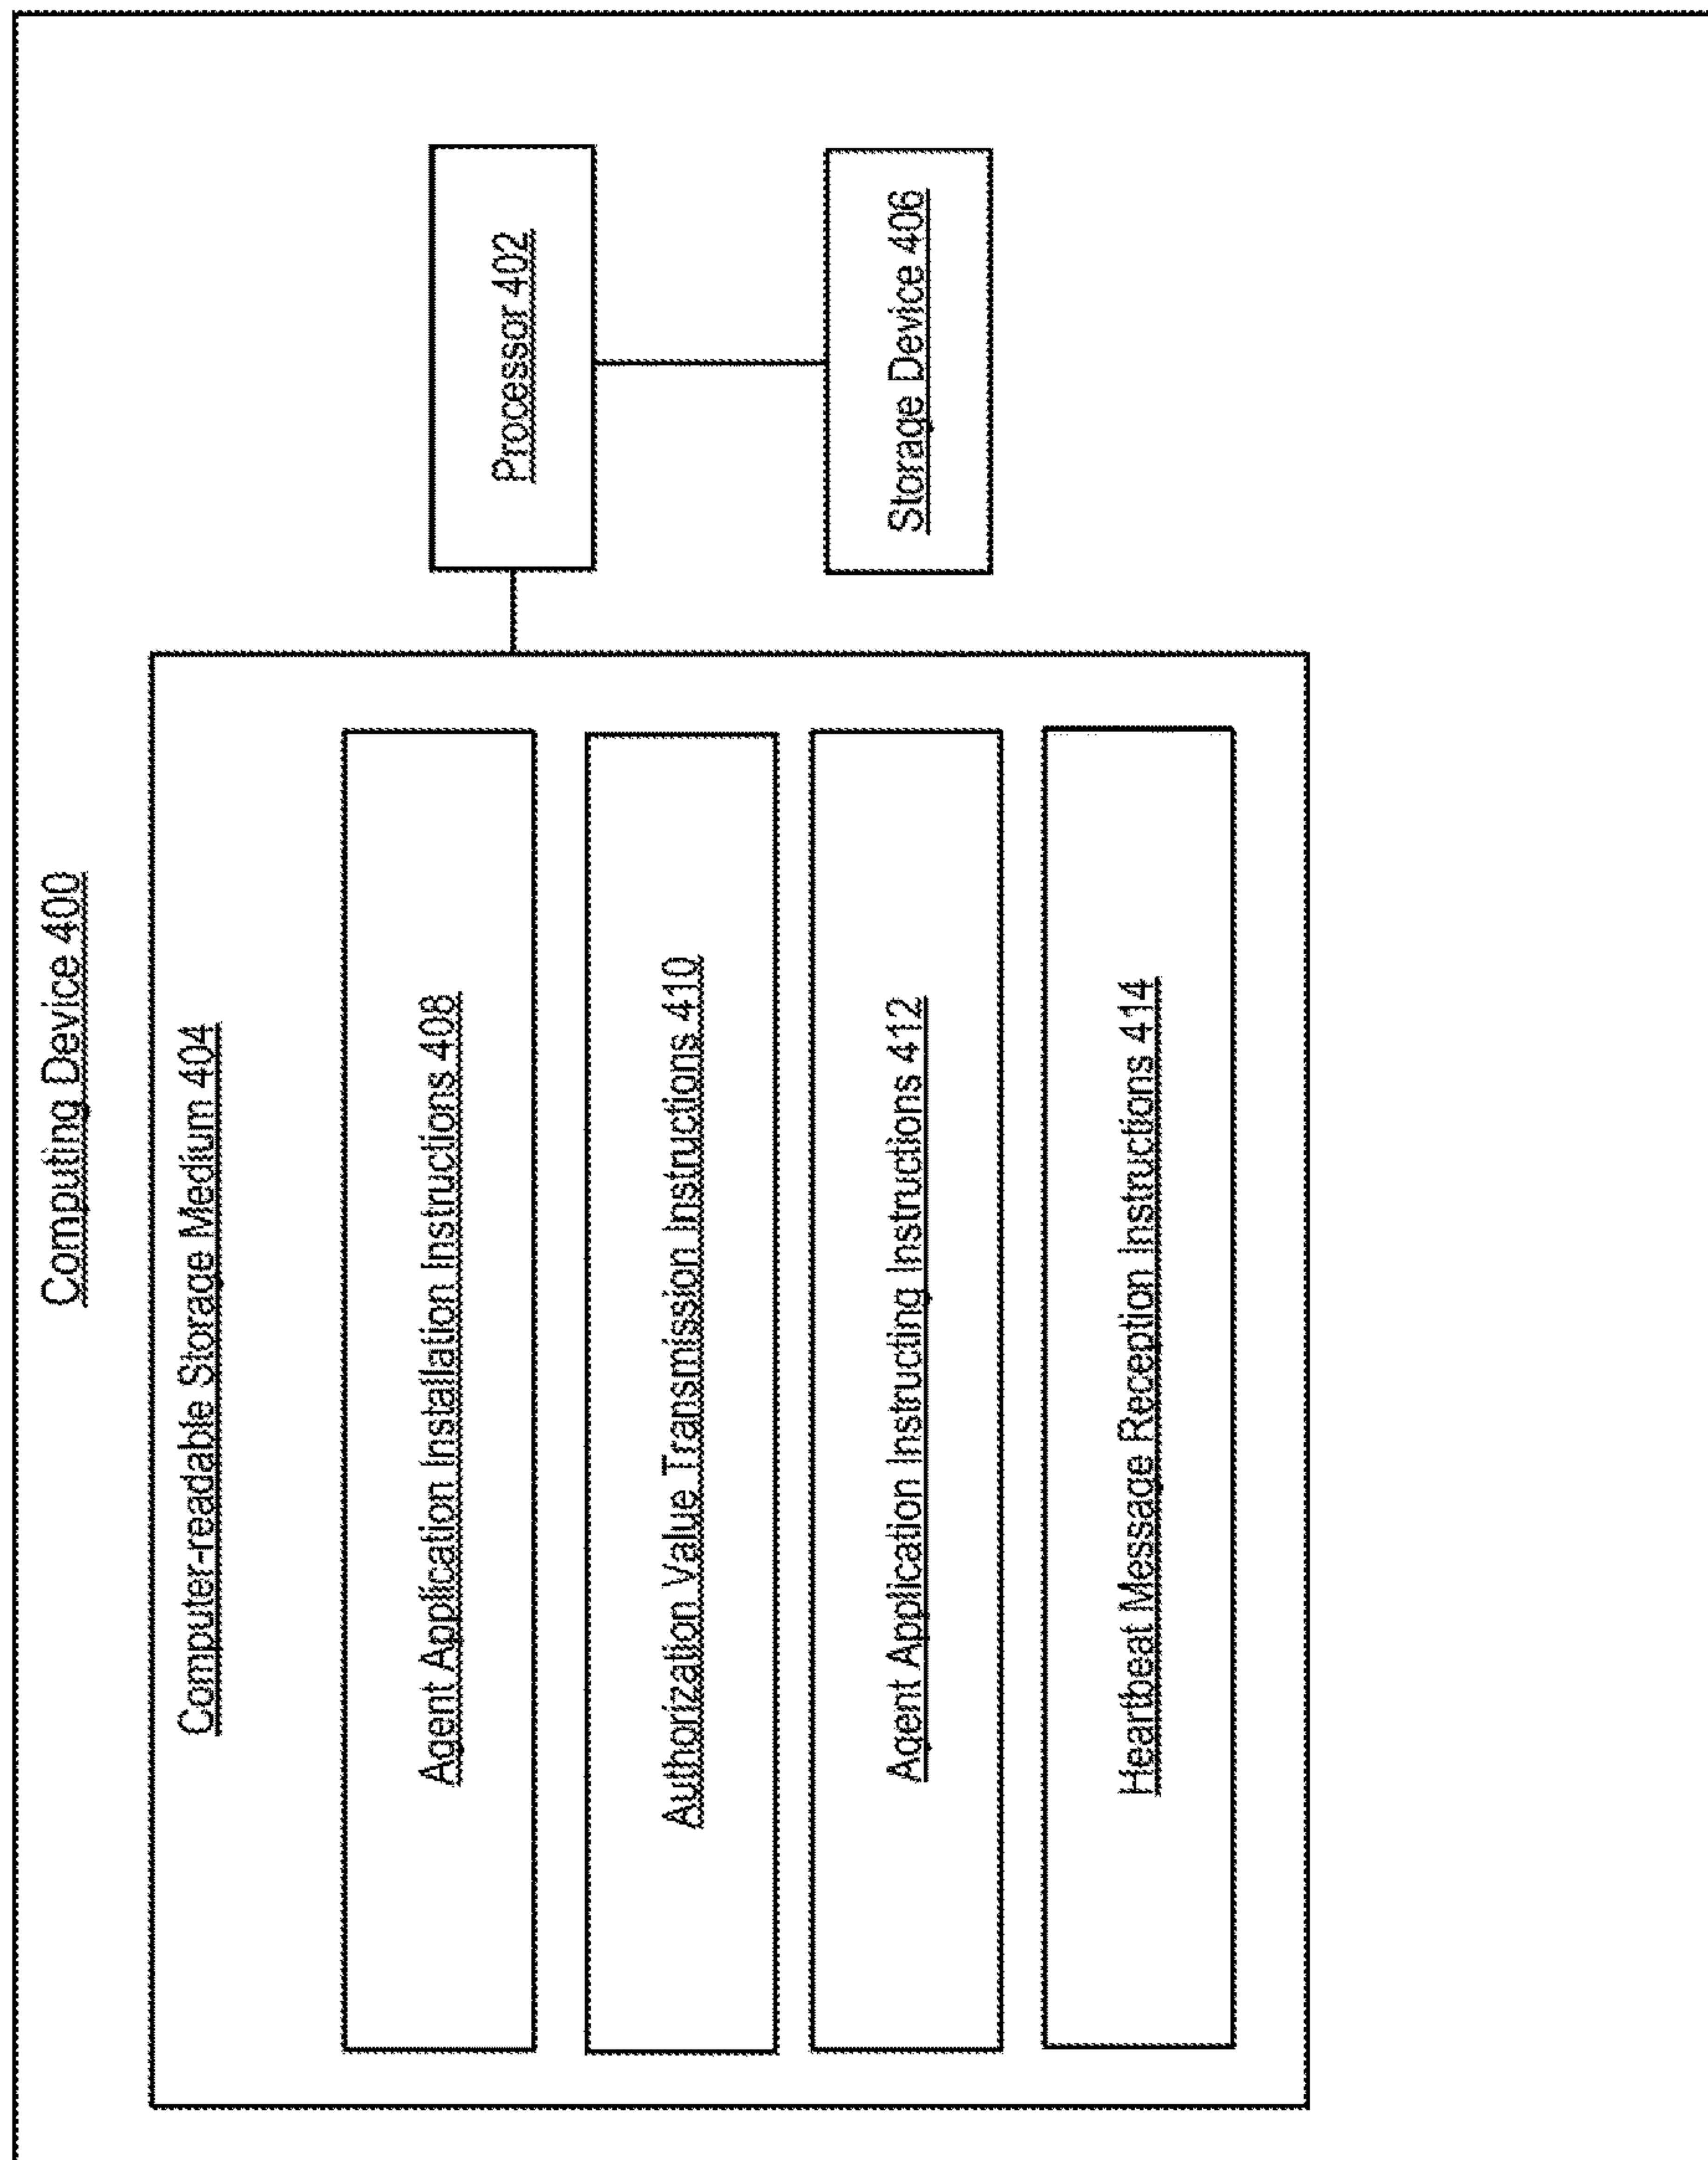 Computing Device 400
Computer-readable Storage Medium 404
Agent Application Installation Instructions 408
Authorization Value Transmission Instructions 410
Agent Application Instructing Instructions 412
Heartbeat Message Reception Instructions 414
Processor 402
Storage Device 406